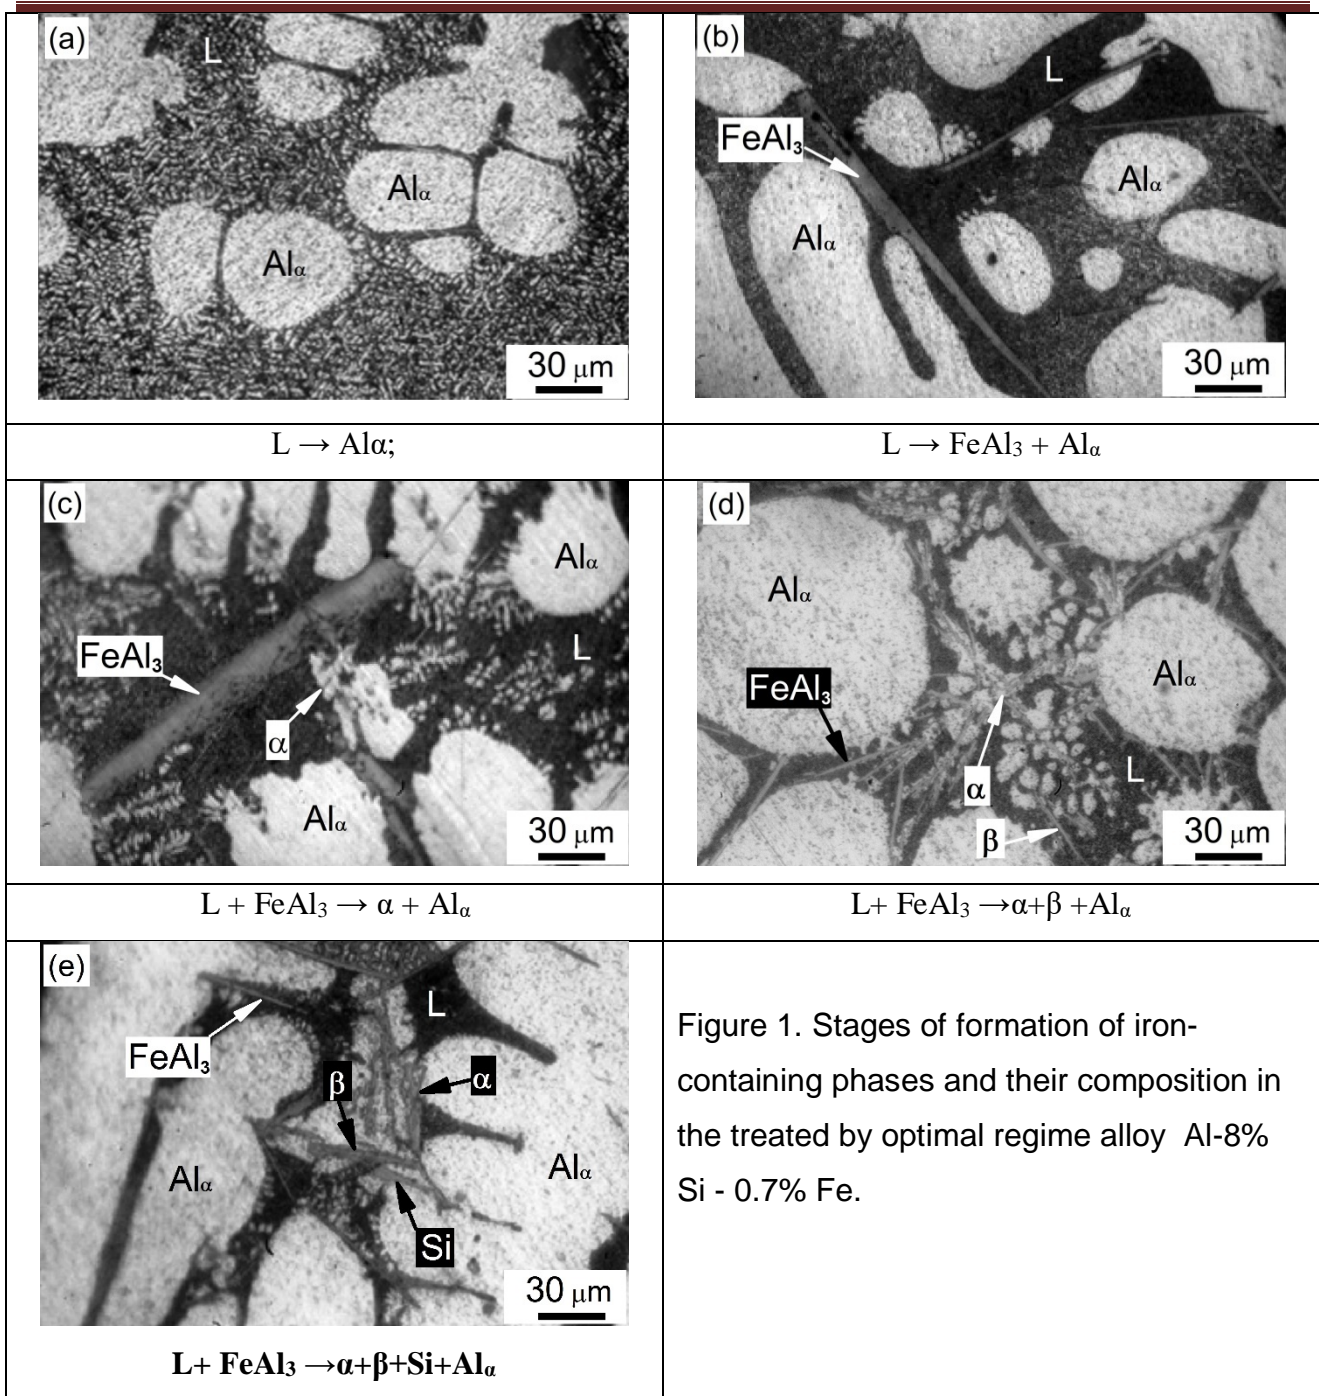 (a)
L
Alα
Alα
30 µm
L → Alα;
(b)
L
FeAl₃
Alα
Alα
30 µm
L → FeAl₃ + Alα
(c)
Alα
FeAl₃
L
α
Alα
30 µm
L + FeAl₃ → α + Alα
(d)
Alα
FeAl₃
Alα
L
α
β
30 µm
L+ FeAl₃ →α+β +Alα
(e)
L
FeAl₃
β
α
Alα
Alα
Si
30 µm
L+ FeAl₃ →α+β+Si+Alα
Figure 1. Stages of formation of iron-
containing phases and their composition in
the treated by optimal regime alloy Al-8%
Si - 0.7% Fe.